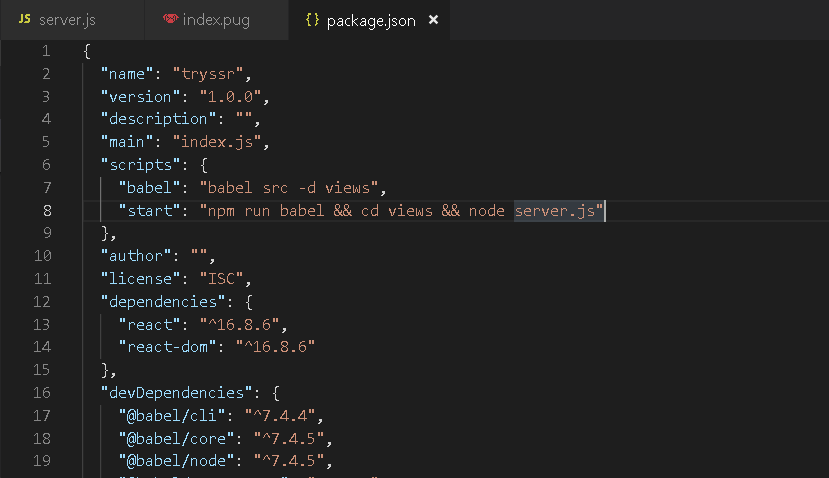 JS server.js index.pug {} package.json ×
1 {
2 "name": "tryssr",
3 "version": "1.0.0",
4 "description": "",
5 "main": "index.js",
6 "scripts": {
7 "babel": "babel src -d views",
8 "start": "npm run babel && cd views && node server.js"
9 },
10 "author": "",
11 "license": "ISC",
12 "dependencies": {
13 "react": "^16.8.6",
14 "react-dom": "^16.8.6"
15 },
16 "devDependencies": {
17 "@babel/cli": "^7.4.4",
18 "@babel/core": "^7.4.5",
19 "@babel/node": "^7.4.5",